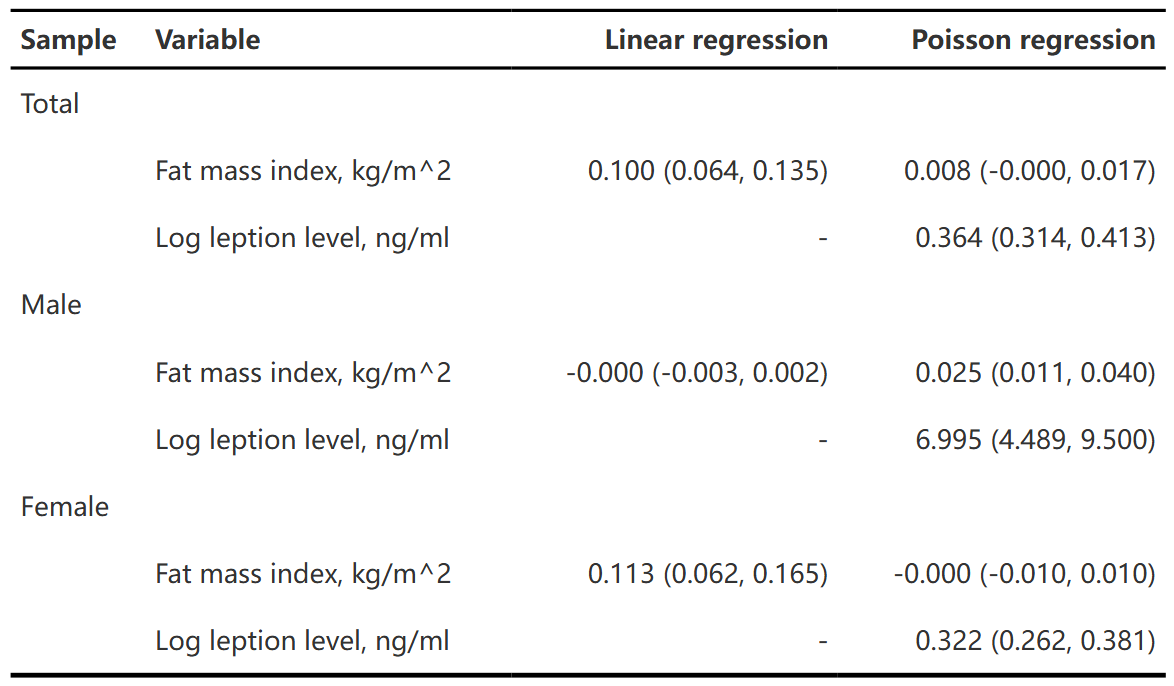 Sample Variable Linear regression Poisson regression
Total
Fat mass index, kg/m^2 0.100 (0.064, 0.135) 0.008 (-0.000, 0.017)
Log leption level, ng/ml - 0.364 (0.314, 0.413)
Male
Fat mass index, kg/m^2 -0.000 (-0.003, 0.002) 0.025 (0.011, 0.040)
Log leption level, ng/ml - 6.995 (4.489, 9.500)
Female
Fat mass index, kg/m^2 0.113 (0.062, 0.165) -0.000 (-0.010, 0.010)
Log leption level, ng/ml - 0.322 (0.262, 0.381)